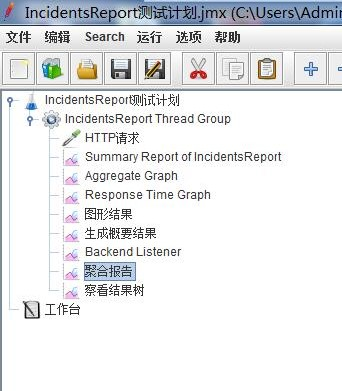 IncidentsReport测试计划.jmx (C:\Users\Admin
文件 编辑 Search 运行 选项 帮助
IncidentsReport测试计划
IncidentsReport Thread Group
HTTP请求
Summary Report of IncidentsReport
Aggregate Graph
Response Time Graph
图形结果
生成概要结果
Backend Listener
聚合报告
察看结果树
工作台